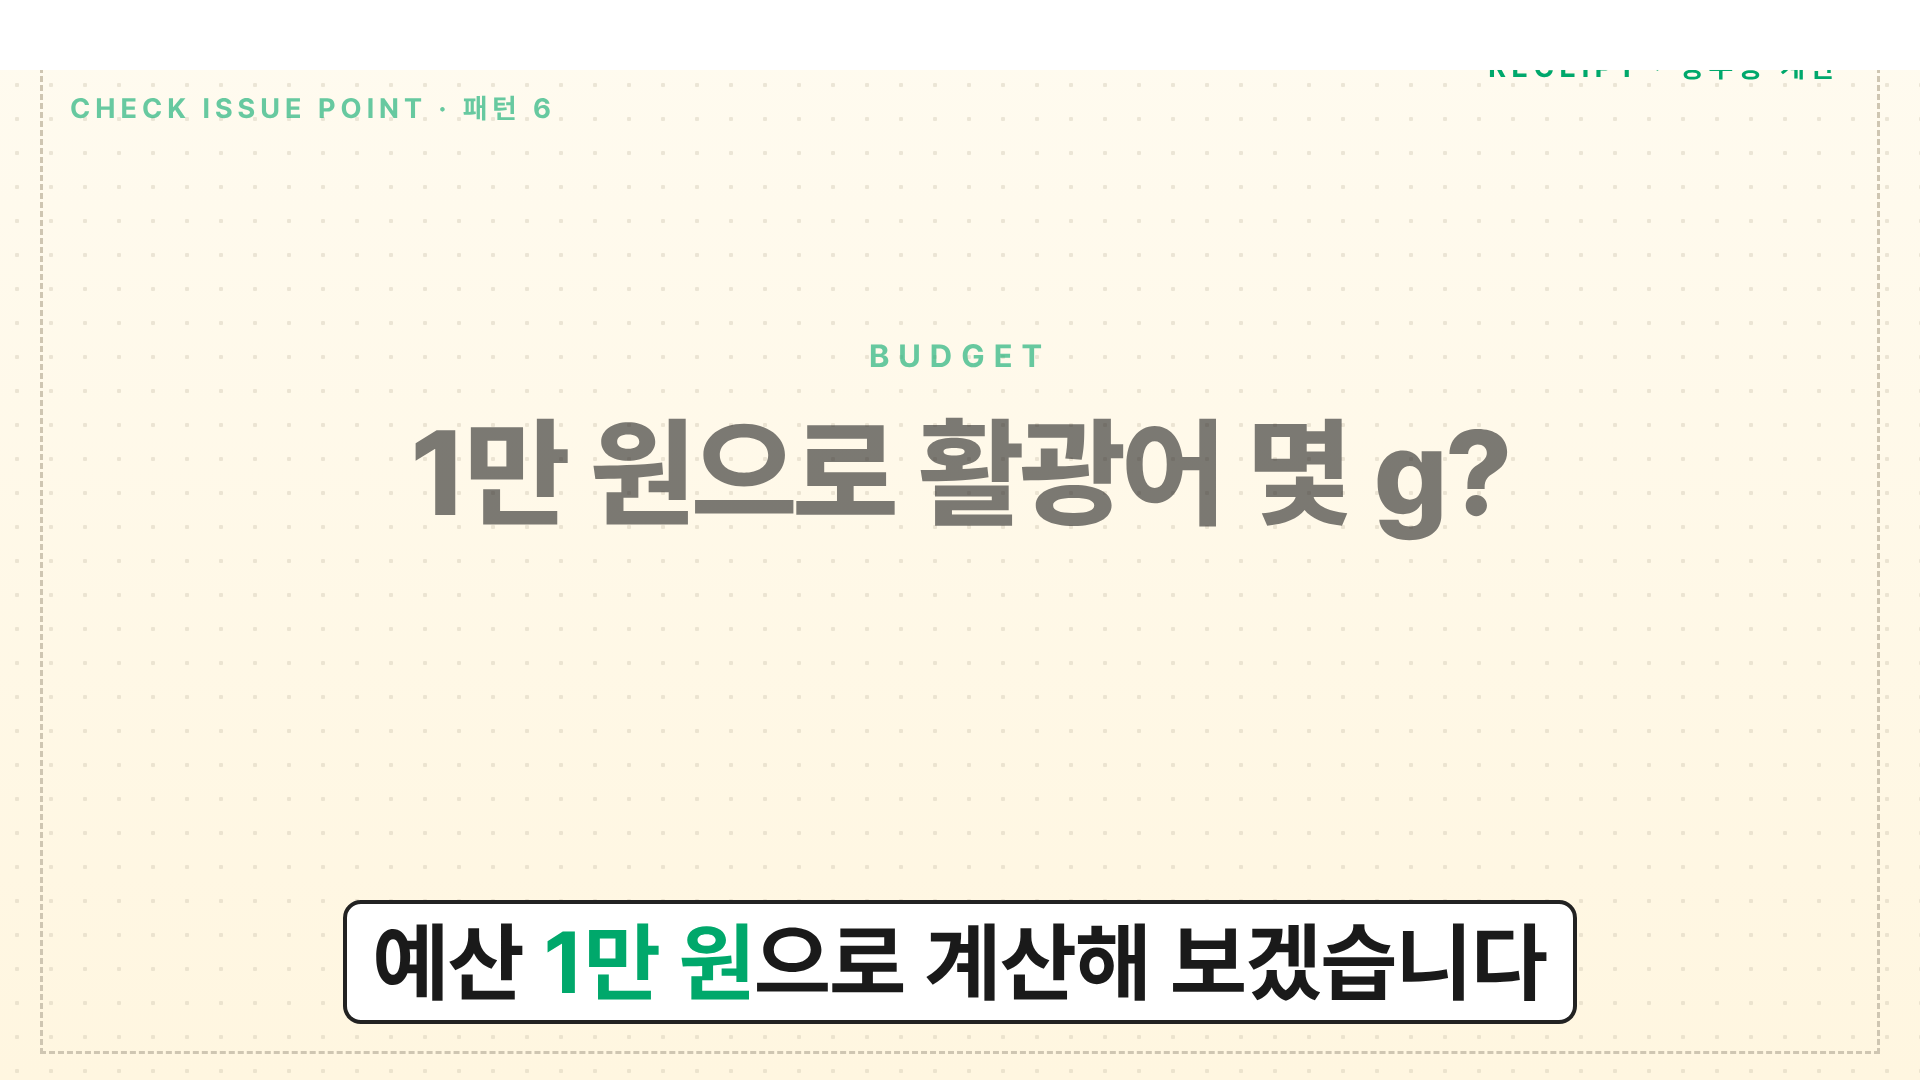 CHECK ISSUE POINT · 패턴 6
BUDGET
1만 원으로 활광어 몇 g?
예산 1만 원으로 계산해 보겠습니다